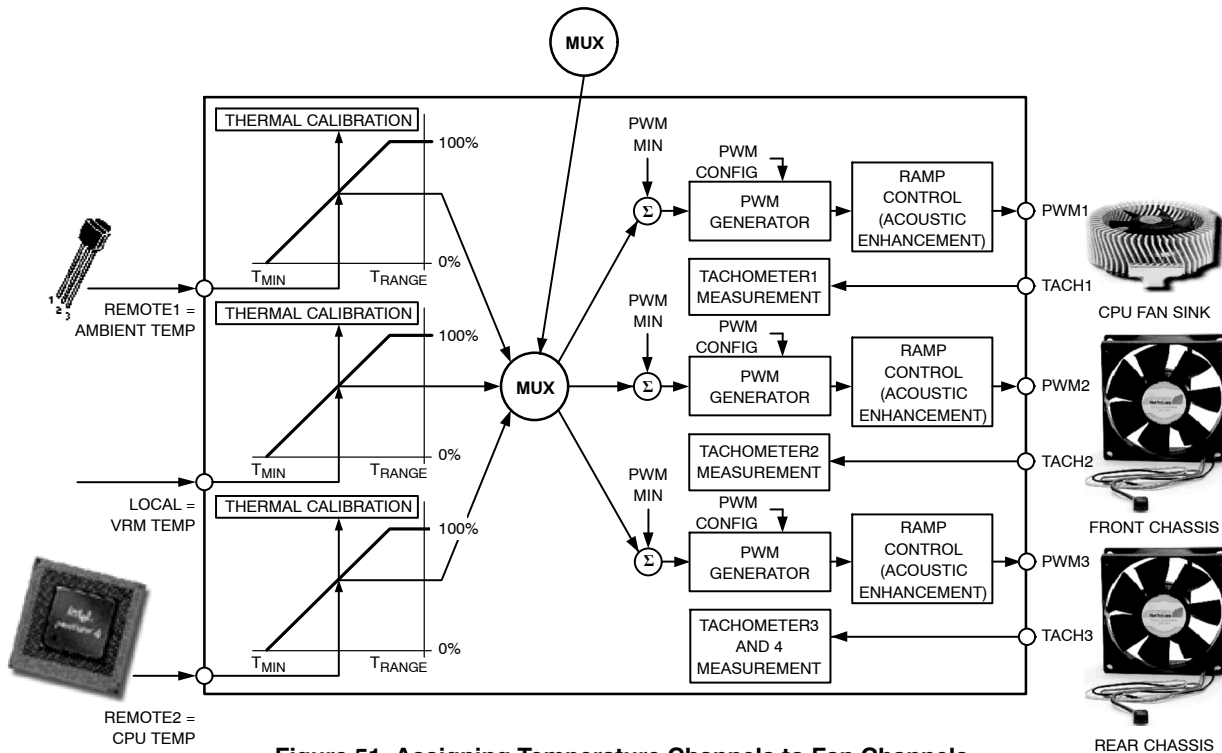 MUX
THERMAL CALIBRATION
100%
0%
TMIN
TRANGE
REMOTE1 =
AMBIENT TEMP
THERMAL CALIBRATION
100%
0%
TMIN
TRANGE
LOCAL =
VRM TEMP
THERMAL CALIBRATION
100%
0%
TMIN
TRANGE
REMOTE2 =
CPU TEMP
1
2
3
intel
MUX
PWM
MIN
Σ
PWM
CONFIG
PWM
GENERATOR
RAMP
CONTROL
(ACOUSTIC
ENHANCEMENT)
PWM1
TACHOMETER1
MEASUREMENT
TACH1
CPU FAN SINK
PWM
MIN
Σ
PWM
CONFIG
PWM
GENERATOR
RAMP
CONTROL
(ACOUSTIC
ENHANCEMENT)
PWM2
TACHOMETER2
MEASUREMENT
TACH2
FRONT CHASSIS
PWM
MIN
Σ
PWM
CONFIG
PWM
GENERATOR
RAMP
CONTROL
(ACOUSTIC
ENHANCEMENT)
PWM3
TACHOMETER3
AND 4
MEASUREMENT
TACH3
REAR CHASSIS
Figure 51. Assigning Temperature Channels to Fan Channels